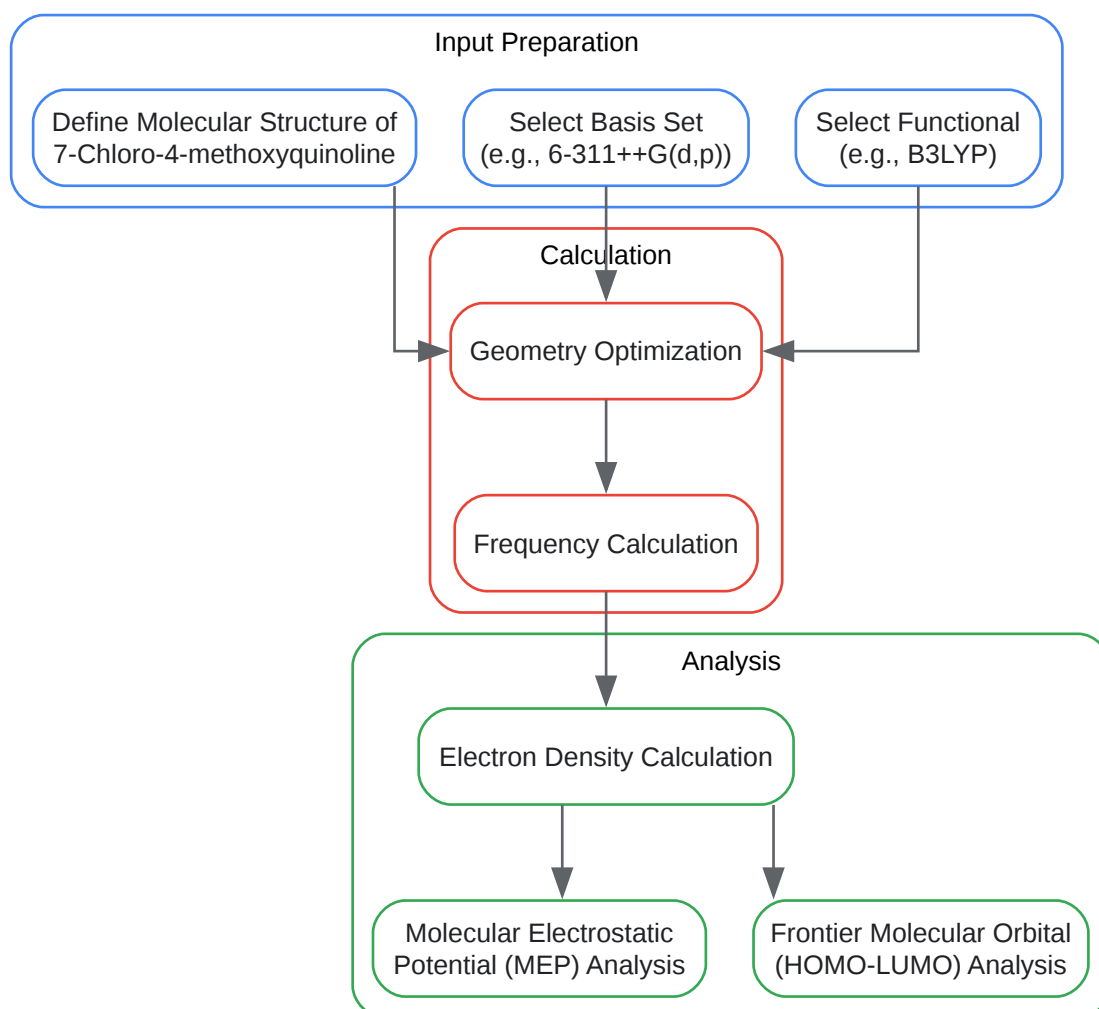 Input Preparation
Define Molecular Structure of
7-Chloro-4-methoxyquinoline
Select Basis Set
(e.g., 6-311++G(d,p))
Select Functional
(e.g., B3LYP)
Calculation
Geometry Optimization
Frequency Calculation
Analysis
Electron Density Calculation
Molecular Electrostatic
Potential (MEP) Analysis
Frontier Molecular Orbital
(HOMO-LUMO) Analysis